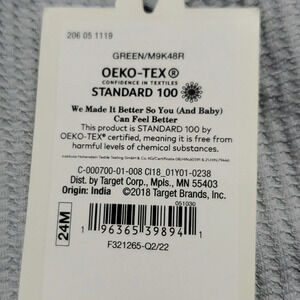 206 05 1119
GREEN/M9K48R
OEKO-TEX®
CONFIDENCE IN TEXTILES
STANDARD 100
We Made It Better So You (And Baby)
Can Feel Better
This product is STANDARD 100 by
OEKO-TEX® certified, meaning it is free from
harmful levels of chemical substances.
C-000700-01-008 CI18_01Y01-0238
Dist. by Target Corp., Mpls., MN 55403
Origin: India ©2018 Target Brands, Inc.
051030
24M
1 96365 39894 1
F321265-Q2/22